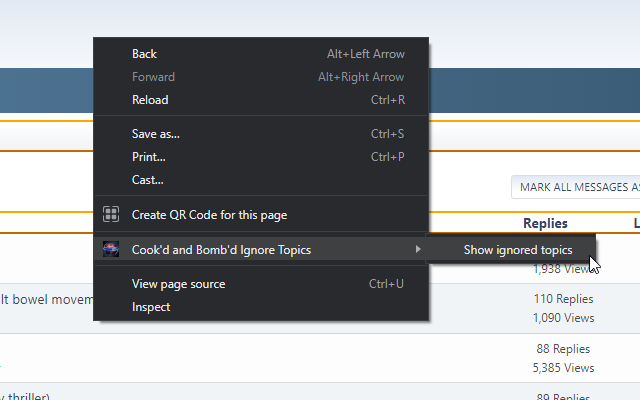 Back Alt+Left Arrow
Forward Alt+Right Arrow
Reload Ctrl+R
Save as... Ctrl+S
Print... Ctrl+P
Cast...
MARK ALL MESSAGES AS
Create QR Code for this page
Replies
Cook'd and Bomb'd Ignore Topics
Show ignored topics
1,938 Views
View page source Ctrl+U
lt bowel movem
110 Replies
Inspect
1,090 Views
88 Replies
5,385 Views
y thriller)
89 Replies